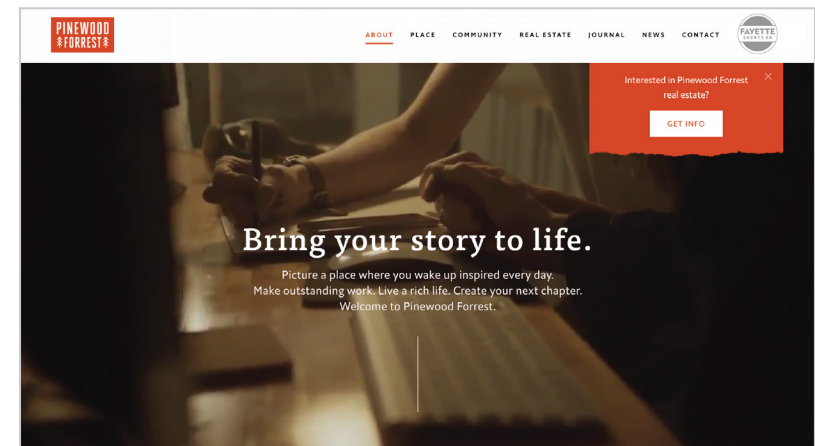 PINEWOOD
FORREST
ABOUT PLACE COMMUNITY REAL ESTATE JOURNAL NEWS CONTACT
FAYETTE
COUNTY, GA
Interested in Pinewood Forrest
real estate?
GET INFO
Bring your story to life.
Picture a place where you wake up inspired every day.
Make outstanding work. Live a rich life. Create your next chapter.
Welcome to Pinewood Forrest.